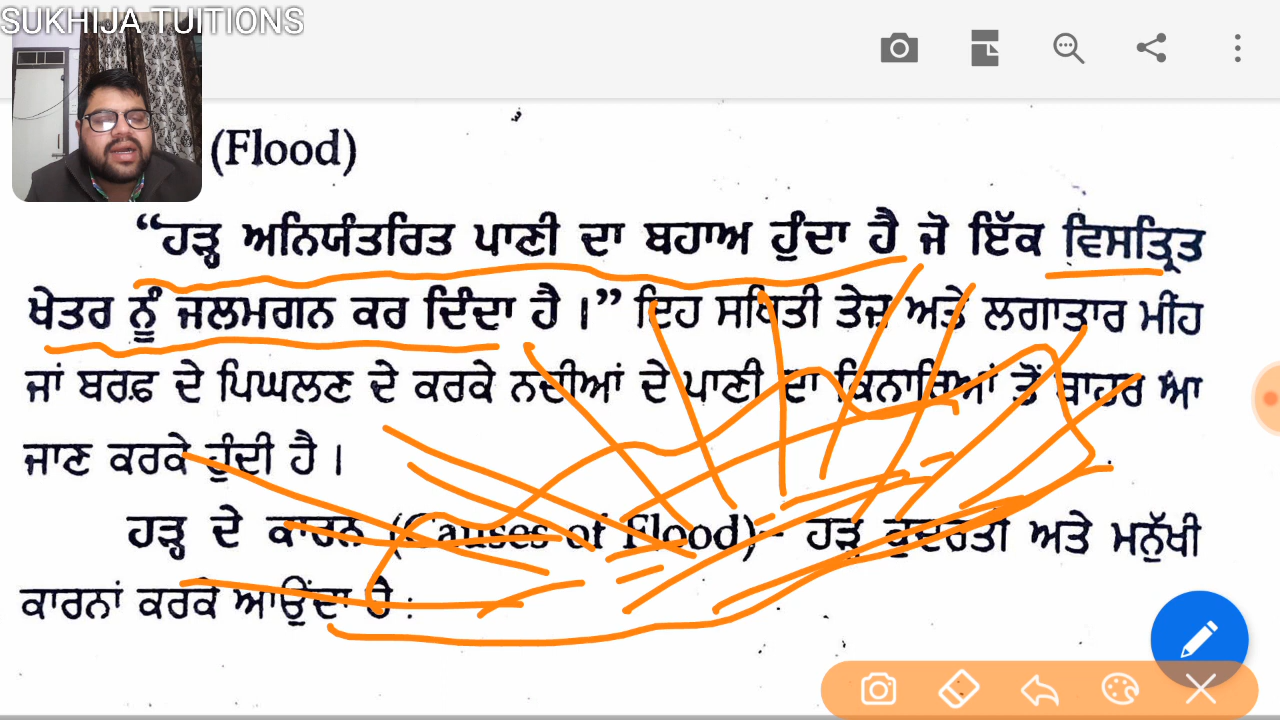 SUKHIJA TUITIONS
(Flood)
“ਹੜ੍ਹ ਅਨਿਯੰਤਰਿਤ ਪਾਣੀ ਦਾ ਬਹਾਅ ਹੁੰਦਾ ਹੈ ਜੋ ਇੱਕ ਵਿਸਤ੍ਰਿਤ
ਖੇਤਰ ਨੂੰ ਜਲਮਗਨ ਕਰ ਦਿੰਦਾ ਹੈ ।” ਇਹ ਸਥਿਤੀ ਤੇਜ਼ ਅਤੇ ਲਗਾਤਾਰ ਮੀਂਹ
ਜਾਂ ਬਰਫ਼ ਦੇ ਪਿਘਲਣ ਦੇ ਕਰਕੇ ਨਦੀਆਂ ਦੇ ਪਾਣੀ ਦਾ ਕਿਨਾਰਿਆਂ ਤੋਂ ਬਾਹਰ ਆ
ਜਾਣ ਕਰਕੇ ਹੁੰਦੀ ਹੈ ।
ਹੜ੍ਹ ਦੇ ਕਾਰਨ (Causes of Flood)- ਹੜ੍ਹ ਕੁਦਰਤੀ ਅਤੇ ਮਨੁੱਖੀ
ਕਾਰਨਾਂ ਕਰਕੇ ਆਉਂਦਾ ਹੈ :